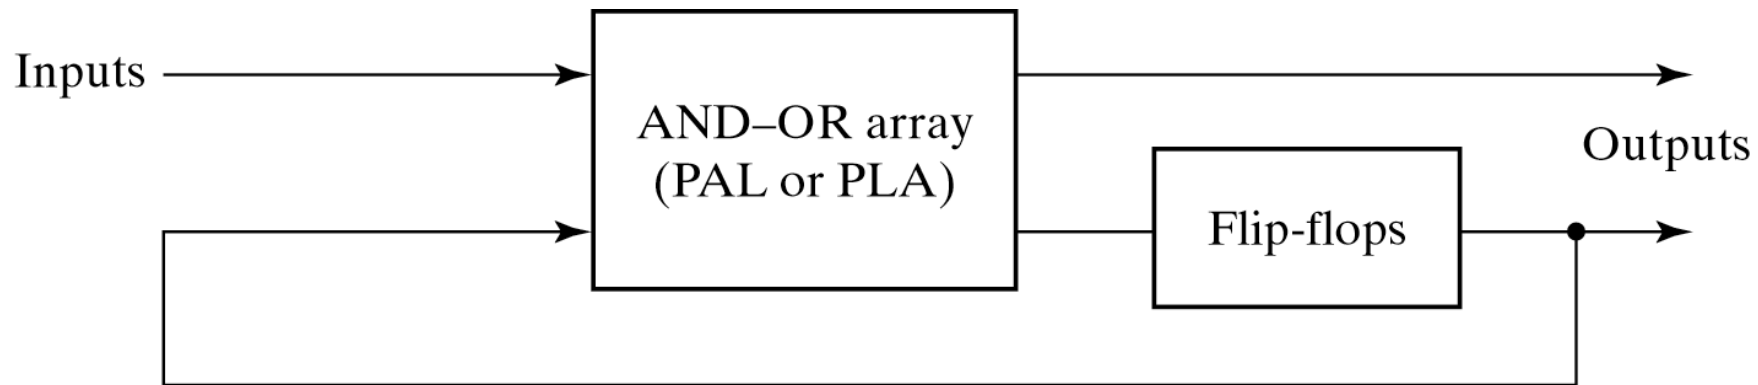 Inputs
AND–OR array
(PAL or PLA)
Outputs
Flip-flops